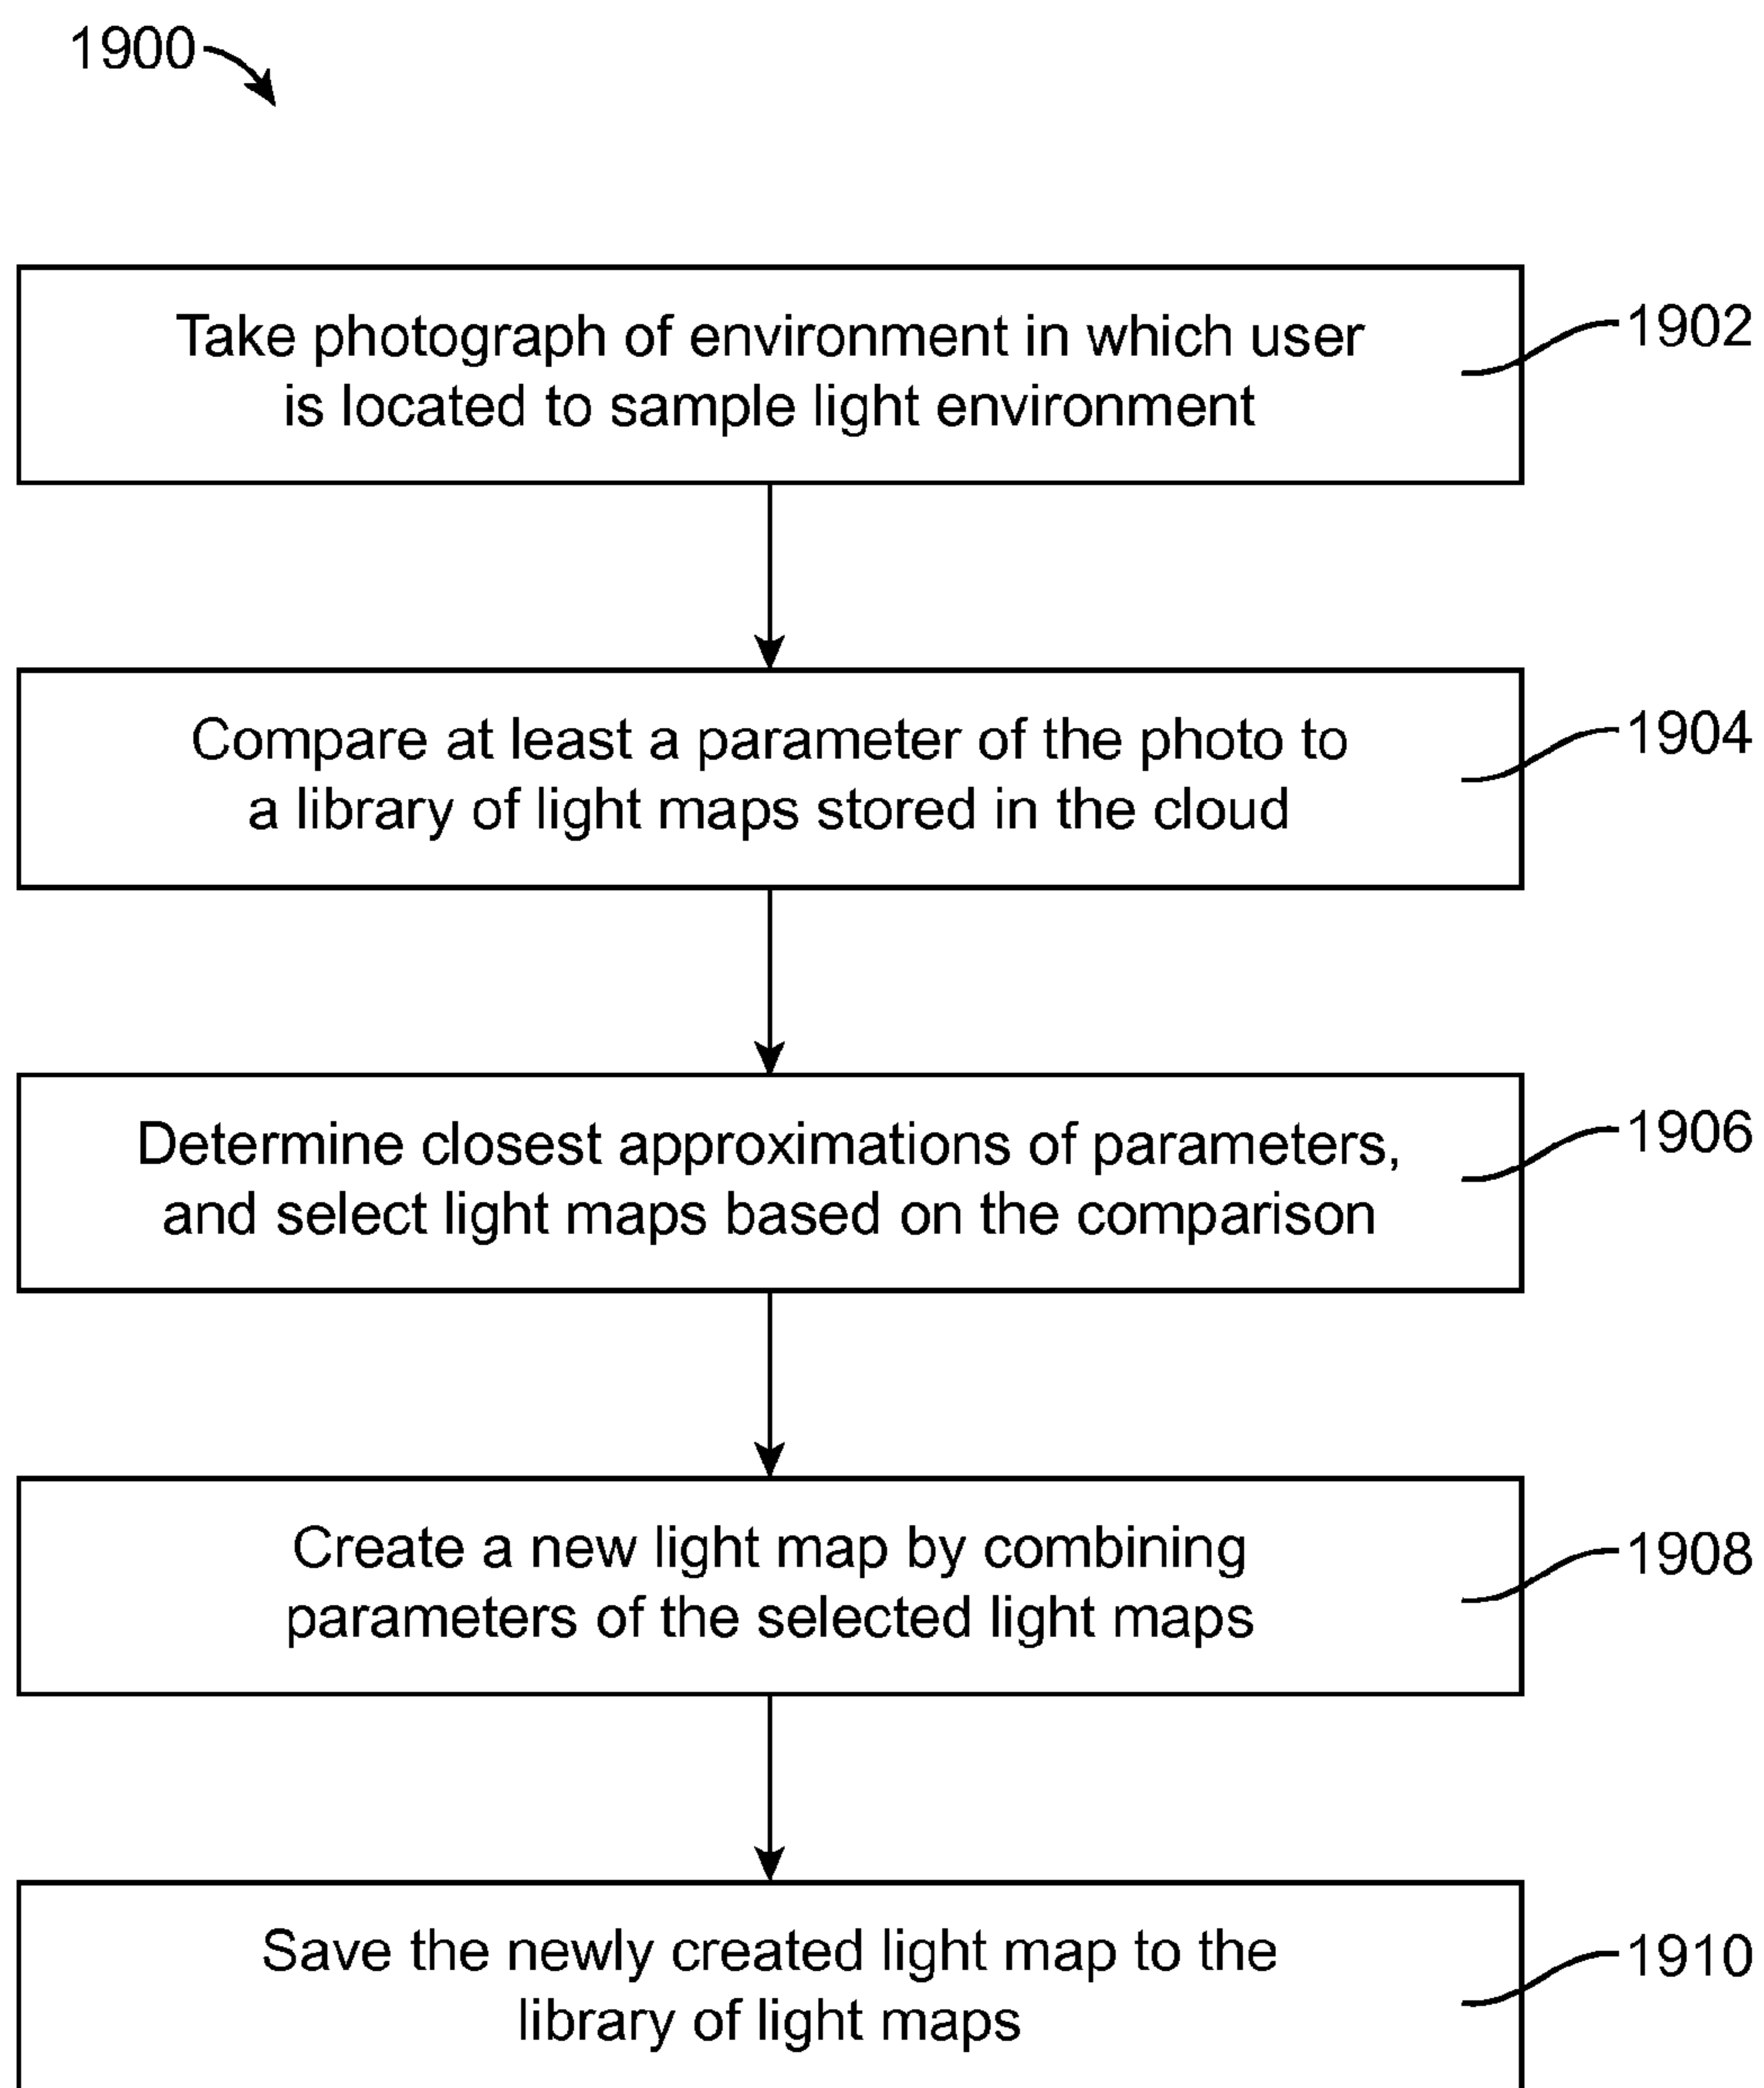 1900
Take photograph of environment in which user
is located to sample light environment
1902
Compare at least a parameter of the photo to
a library of light maps stored in the cloud
1904
Determine closest approximations of parameters,
and select light maps based on the comparison
1906
Create a new light map by combining
parameters of the selected light maps
1908
Save the newly created light map to the
library of light maps
1910